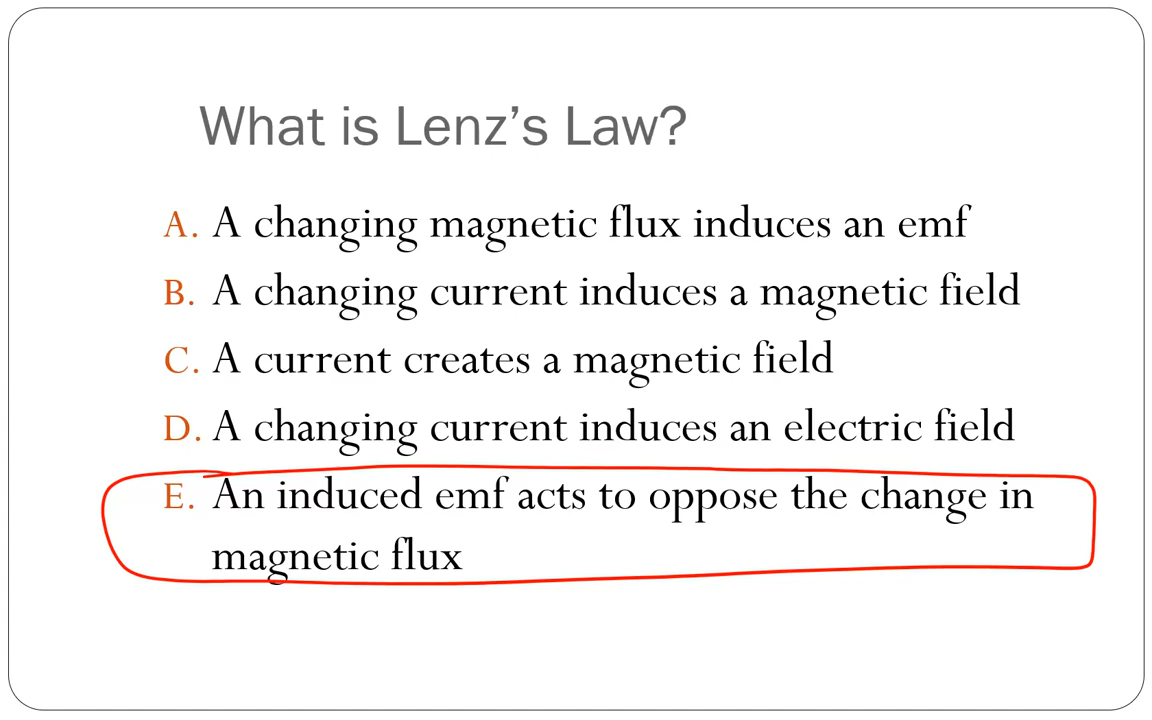 What is Lenz’s Law?
A. A changing magnetic flux induces an emf
B. A changing current induces a magnetic field
C. A current creates a magnetic field
D. A changing current induces an electric field
E. An induced emf acts to oppose the change in
magnetic flux